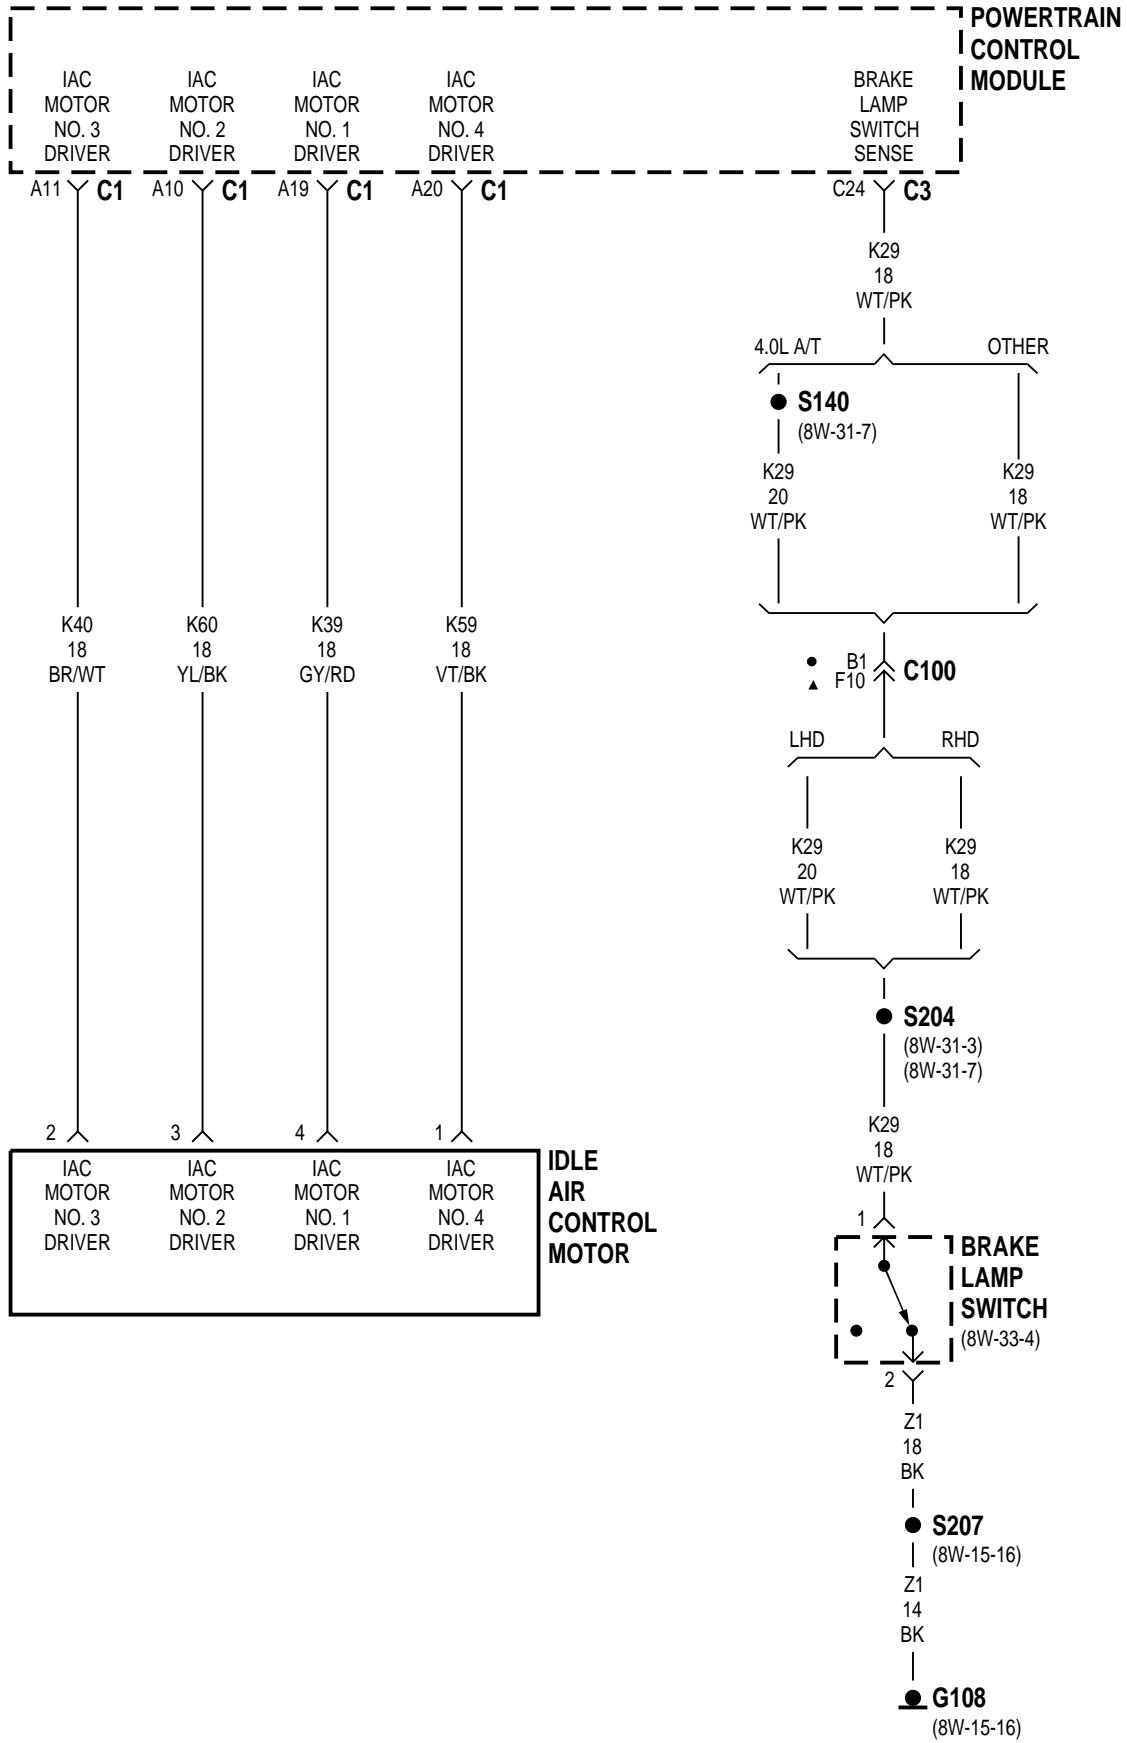 POWERTRAIN
CONTROL
MODULE
IAC
MOTOR
NO. 3
DRIVER
IAC
MOTOR
NO. 2
DRIVER
IAC
MOTOR
NO. 1
DRIVER
IAC
MOTOR
NO. 4
DRIVER
BRAKE
LAMP
SWITCH
SENSE
A11 C1
A10 C1
A19 C1
A20 C1
C24 C3
K29
18
WT/PK
4.0L A/T
OTHER
S140
(8W-31-7)
K29
20
WT/PK
K29
18
WT/PK
K40
18
BR/WT
K60
18
YL/BK
K39
18
GY/RD
K59
18
VT/BK
B1
F10
C100
LHD
RHD
K29
20
WT/PK
K29
18
WT/PK
S204
(8W-31-3)
(8W-31-7)
K29
18
WT/PK
2
3
4
1
IAC
MOTOR
NO. 3
DRIVER
IAC
MOTOR
NO. 2
DRIVER
IAC
MOTOR
NO. 1
DRIVER
IAC
MOTOR
NO. 4
DRIVER
IDLE
AIR
CONTROL
MOTOR
1
BRAKE
LAMP
SWITCH
(8W-33-4)
2
Z1
18
BK
S207
(8W-15-16)
Z1
14
BK
G108
(8W-15-16)